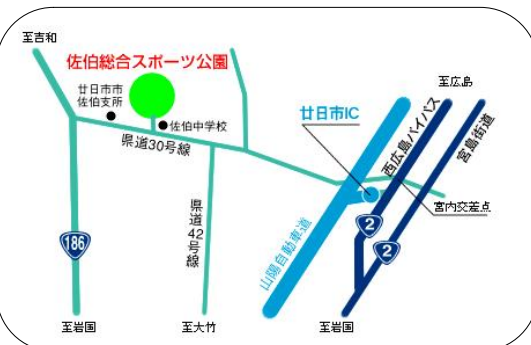 至吉和
佐伯総合スポーツ公園
廿日市市
佐伯支所
佐伯中学校
県道30号線
至広島
廿日市IC
西広島バイパス
宮島街道
宮内交差点
186
県道42号線
山陽自動車道
2
2
至岩国
至大竹
至岩国